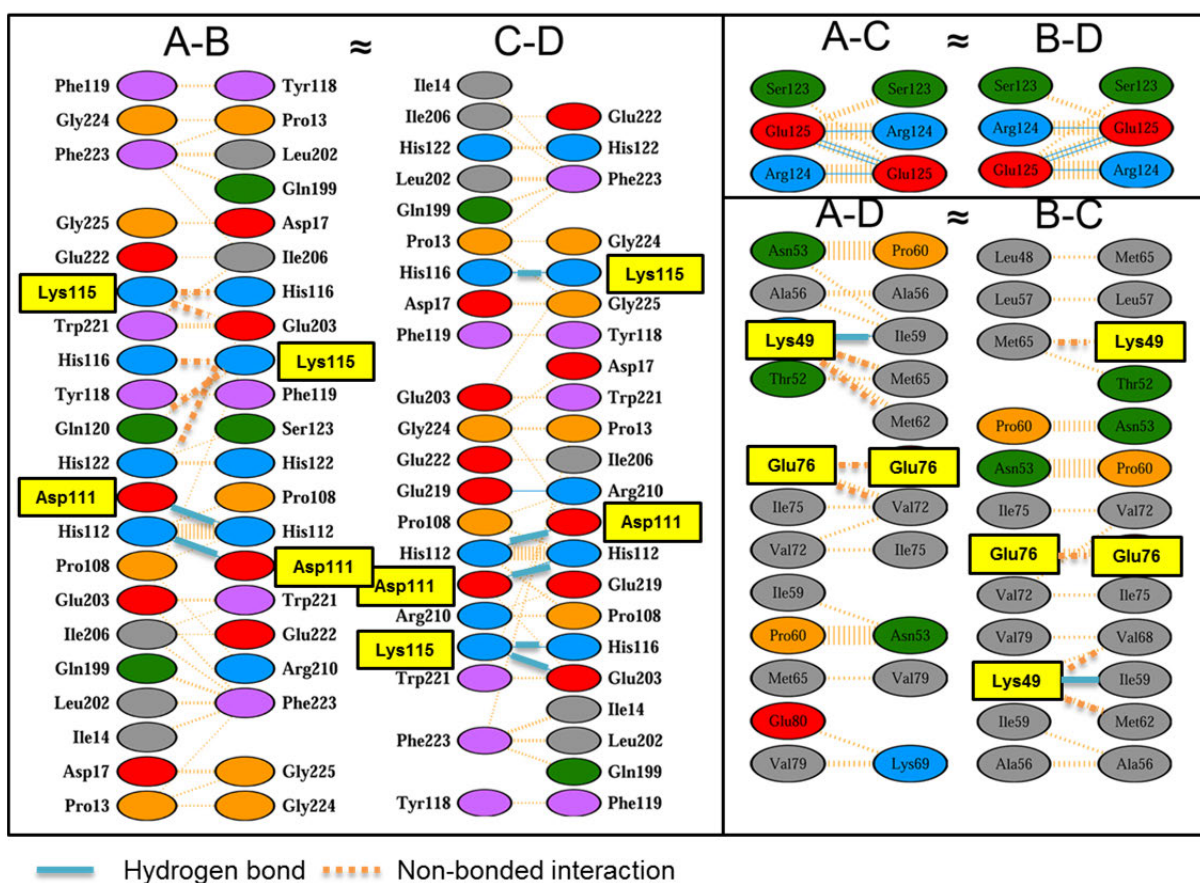 A-B ≈ C-D
Phe119 Tyr118
Gly224 Pro13
Phe223 Leu202
Gln199
Gly225 Asp17
Glu222 Ile206
Lys115 His116
Trp221 Glu203
His116 Lys115
Tyr118 Phe119
Gln120 Ser123
His122 His122
Asp111 Pro108
His112 His112
Pro108 Asp111
Glu203 Trp221
Ile206 Glu222
Gln199 Arg210
Leu202 Phe223
Ile14
Asp17 Gly225
Pro13 Gly224
Ile14
Ile206 Glu222
His122 His122
Leu202 Phe223
Gln199
Pro13 Gly224
His116 Lys115
Asp17 Gly225
Phe119 Tyr118
Asp17
Glu203 Trp221
Gly224 Pro13
Glu222 Ile206
Glu219 Arg210
Pro108 Asp111
His112 His112
Asp111 Glu219
Arg210 Pro108
Lys115 His116
Trp221 Glu203
Ile14
Phe223 Leu202
Gln199
Tyr118 Phe119
A-C ≈ B-D
Ser123 Ser123 Ser123 Ser123
Glu125 Arg124 Arg124 Glu125
Arg124 Glu125 Glu125 Arg124
A-D ≈ B-C
Asn53 Pro60
Ala56 Ala56
Lys49 Ile59
Thr52 Met65
Met62
Glu76 Glu76
Ile75 Val72
Val72 Ile75
Ile59
Pro60 Asn53
Met65 Val79
Glu80
Val79 Lys69
Leu48 Met65
Leu57 Leu57
Met65 Lys49
Thr52
Pro60 Asn53
Asn53 Pro60
Ile75 Val72
Glu76 Glu76
Val72 Ile75
Val79 Val68
Lys49 Ile59
Ile59 Met62
Ala56 Ala56
Hydrogen bond Non-bonded interaction